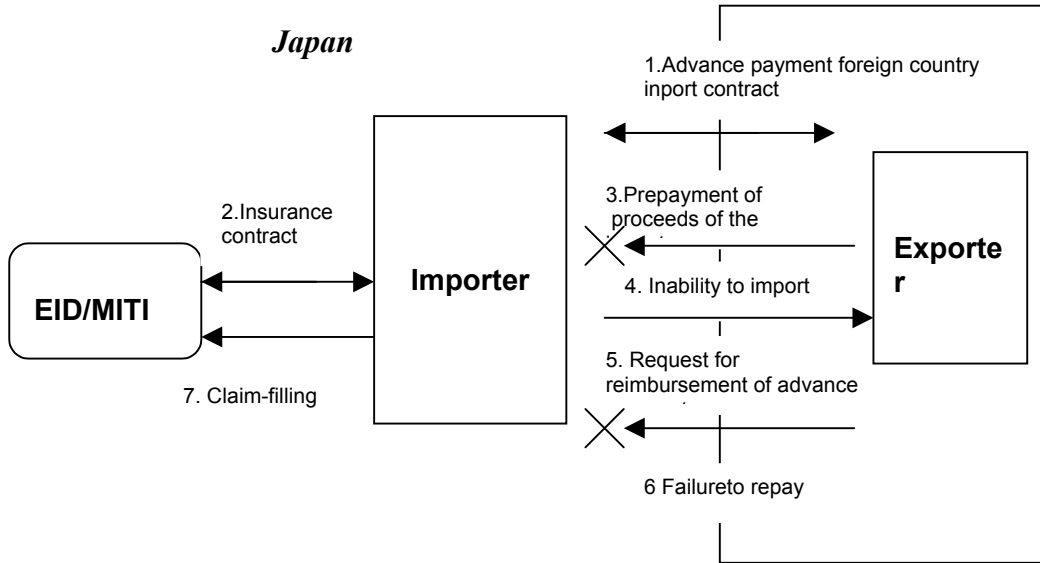 Japan
1.Advance payment foreign country
inport contract
3.Prepayment of
proceeds of the
2.Insurance
contract
Importer
Exporte
r
EID/MITI
4. Inability to import
5. Request for
reimbursement of advance
7. Claim-filling
6 Failureto repay